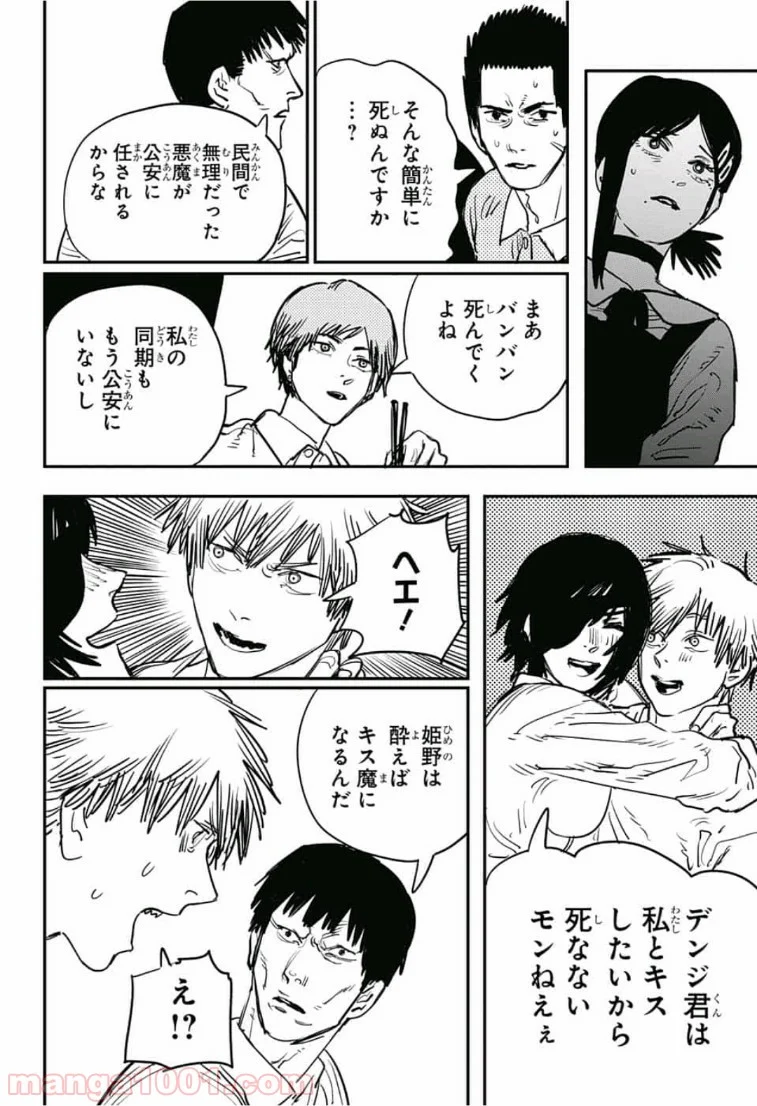 そんな簡単に
死ぬんですか
…?
民間で
無理だった
悪魔が
公安に
任される
からな
まあ
バンバン
死んでく
よね
私の
同期も
もう公安に
いないし
デンジ君は
私とキス
したいから
死なない
モンねえぇ
ヘエ!
姫野は
酔えば
キス魔に
なるんだ
え!?
manga1001.com